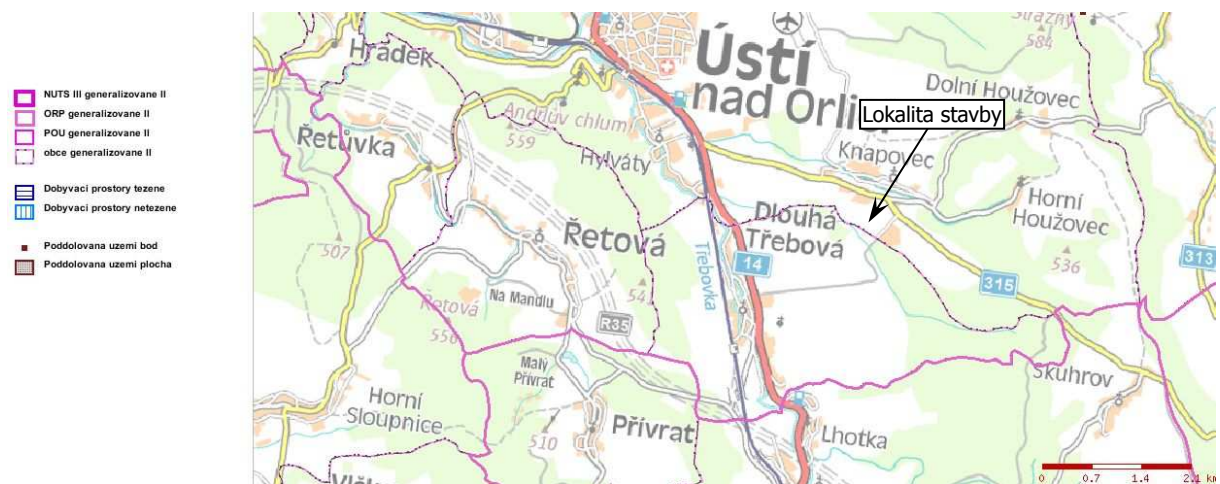 NUTS III generalizovane II
ORP generalizovane II
POU generalizovane II
obce generalizovane II
Dobyvaci prostory tezene
Dobyvaci prostory netezene
Poddolovana uzemi bod
Poddolovana uzemi plocha
Hrádek
Ústí
nad Orlicí
584
Dolní Houžovec
Lokalita stavby
Andrův chlum
559
Řetůvka
Hylváty
Knapovec
Horní
Houžovec
507
Řetová
Dlouhá
Třebová
Třebovka
14
536
313
315
Na Mandlu
54
Řetová
556
R35
Malý
Přívrat
Skuhrov
Horní
Sloupnice
510
Přívrat
Lhotka
0 0.7 1.4 2.1 km